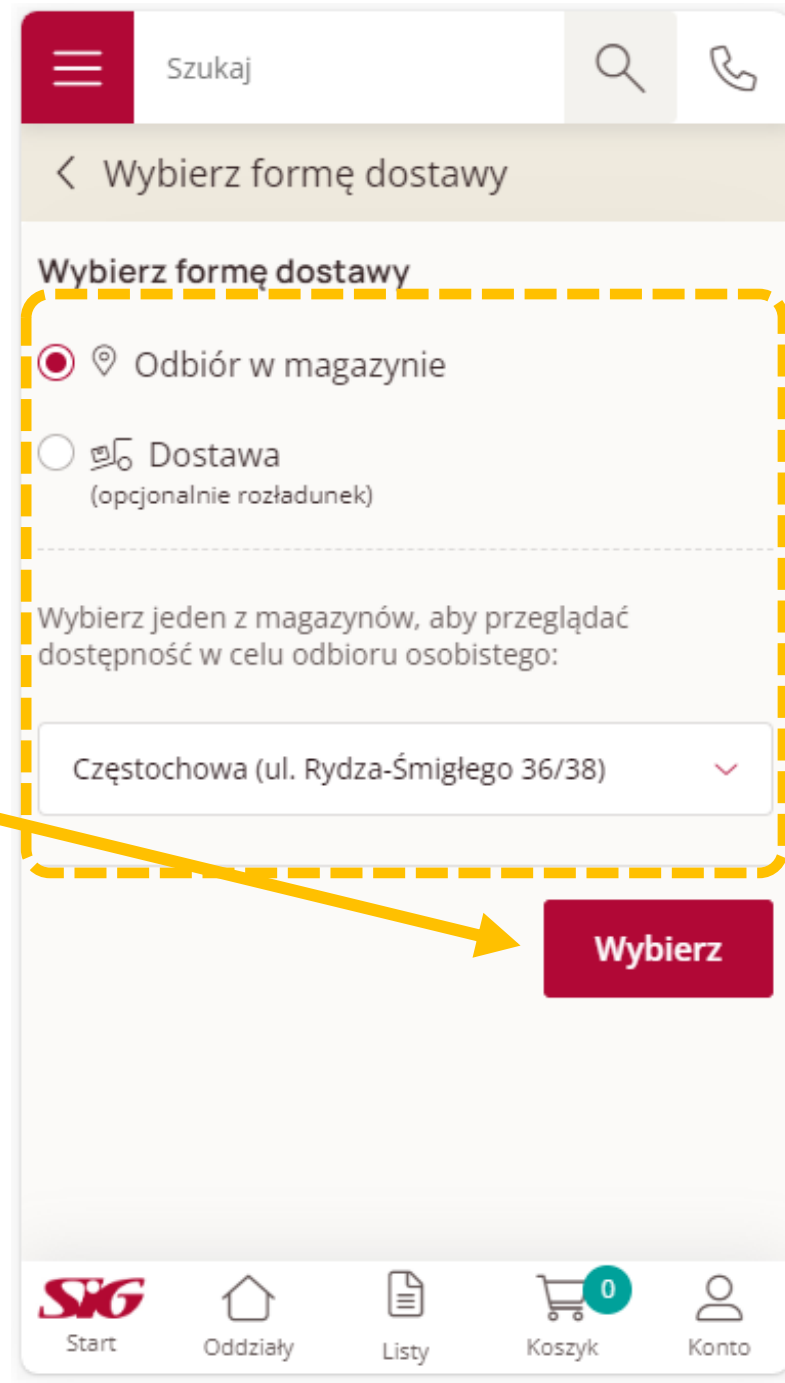 Szukaj
Wybierz formę dostawy
Wybierz formę dostawy
Odbiór w magazynie
Dostawa
(opcjonalnie rozładunek)
Wybierz jeden z magazynów, aby przeglądać
dostępność w celu odbioru osobistego:
Częstochowa (ul. Rydza-Śmigłego 36/38)
Wybierz
SIG
0
Start
Oddziały
Listy
Koszyk
Konto